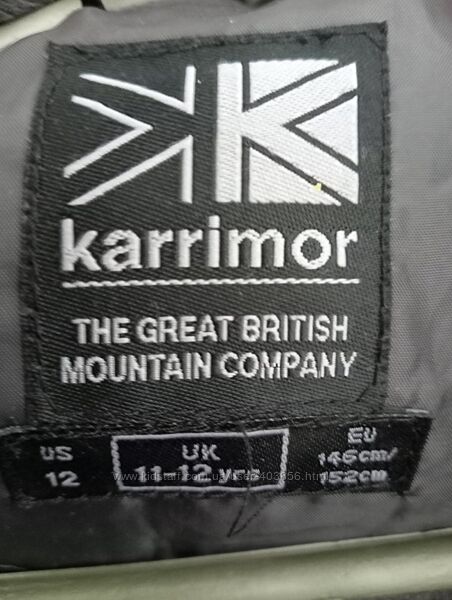 karrimor
THE GREAT BRITISH
MOUNTAIN COMPANY
US
12
UK
11-12 yrs
EU
146cm/
152cm